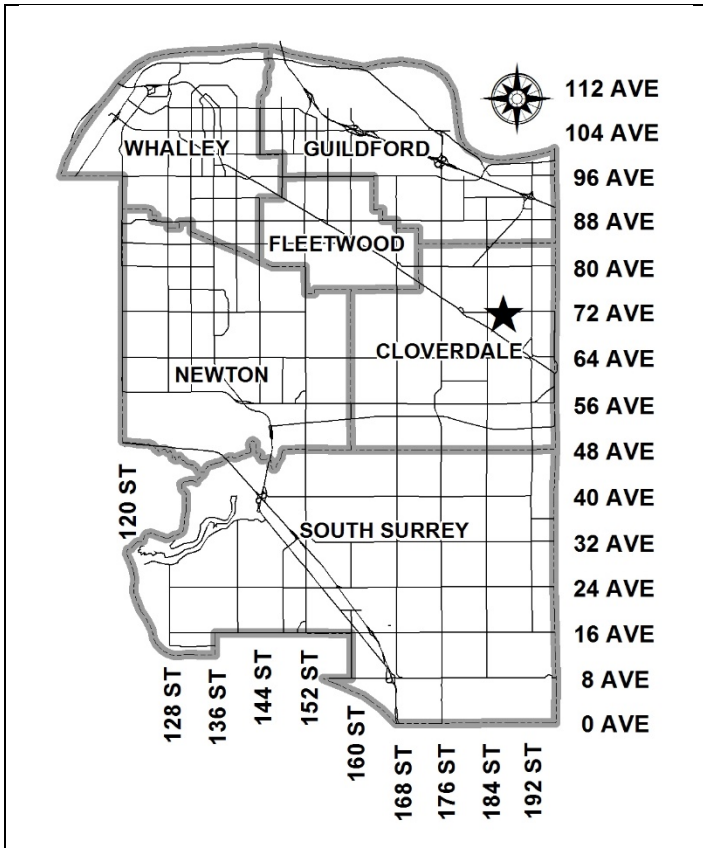 112 AVE
104 AVE
WHALLEY
GUILDFORD
96 AVE
88 AVE
FLEETWOOD
80 AVE
72 AVE
CLOVERDALE
64 AVE
NEWTON
56 AVE
48 AVE
120 ST
40 AVE
SOUTH SURREY
32 AVE
24 AVE
16 AVE
8 AVE
0 AVE
128 ST
136 ST
144 ST
152 ST
160 ST
168 ST
176 ST
184 ST
192 ST